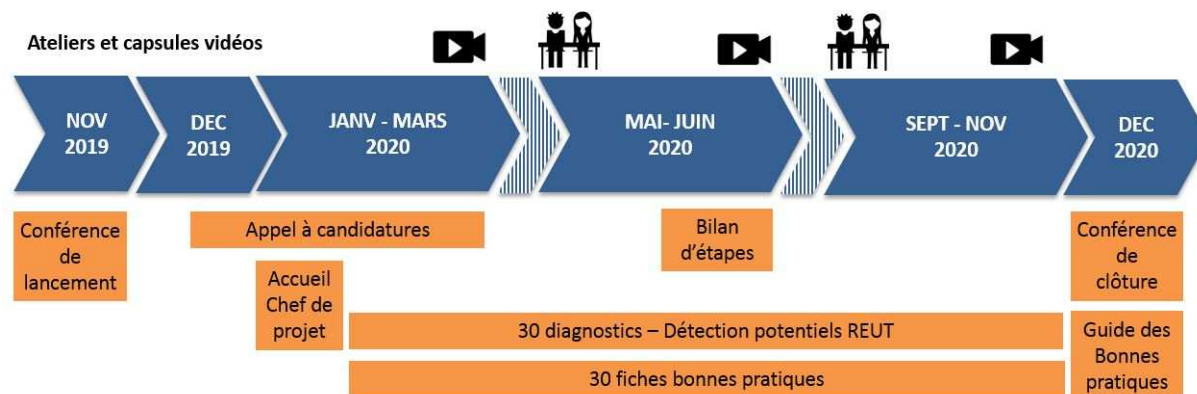 Ateliers et capsules vidéos
NOV
2019
DEC
2019
JANV - MARS
2020
MAI- JUIN
2020
SEPT - NOV
2020
DEC
2020
Conférence
de
lancement
Appel à candidatures
Bilan
d'étapes
Conférence
de
clôture
Accueil
Chef de
projet
30 diagnostics – Détection potentiels REUT
30 fiches bonnes pratiques
Guide des
Bonnes
pratiques